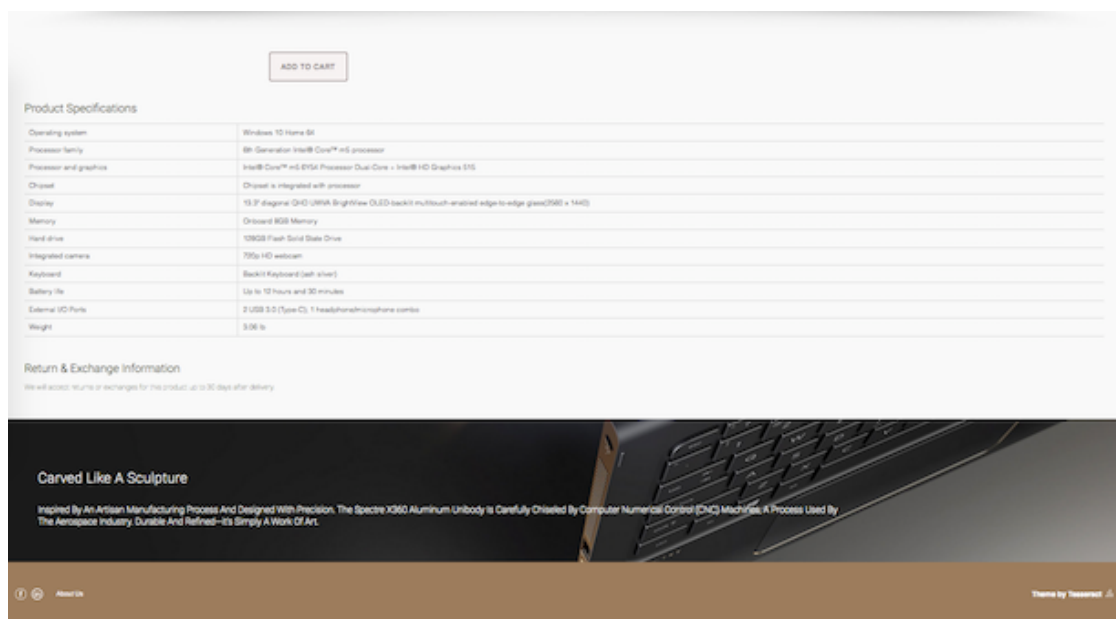 ADD TO CART
Product Specifications
Operating system Windows 10 Home 64
Processor family 6th Generation Intel® Core™ m5 processor
Processor and graphics Intel® Core™ m5 6Y54 Processor Dual-Core + Intel® HD Graphics 515
Chipset Chipset is integrated with processor
Display 13.3" diagonal QHD UWVA BrightView OLED-backlit multitouch-enabled edge-to-edge glass(2560 x 1440)
Memory Onboard 8GB Memory
Hard drive 128GB Flash Solid State Drive
Integrated camera HD webcam
Keyboard Backlit Keyboard (ash silver)
Battery life Up to 12 hours and 30 minutes
External I/O Ports 2 USB 3.0 (Type-C), 1 headphone/microphone combo
Weight lb
Return & Exchange Information
We will accept returns or exchanges for this product up to 30 days after delivery.
Carved Like A Sculpture
Inspired By An Artisan Manufacturing Process And Designed With Precision. The Spectre X360 Aluminum Unibody Is Carefully Chiseled By Computer Numerical Control (CNC) Machines, A Process Used By
The Aerospace Industry. Durable And Refined—It's Simply A Work Of Art.
About Us
Theme by Tesseract